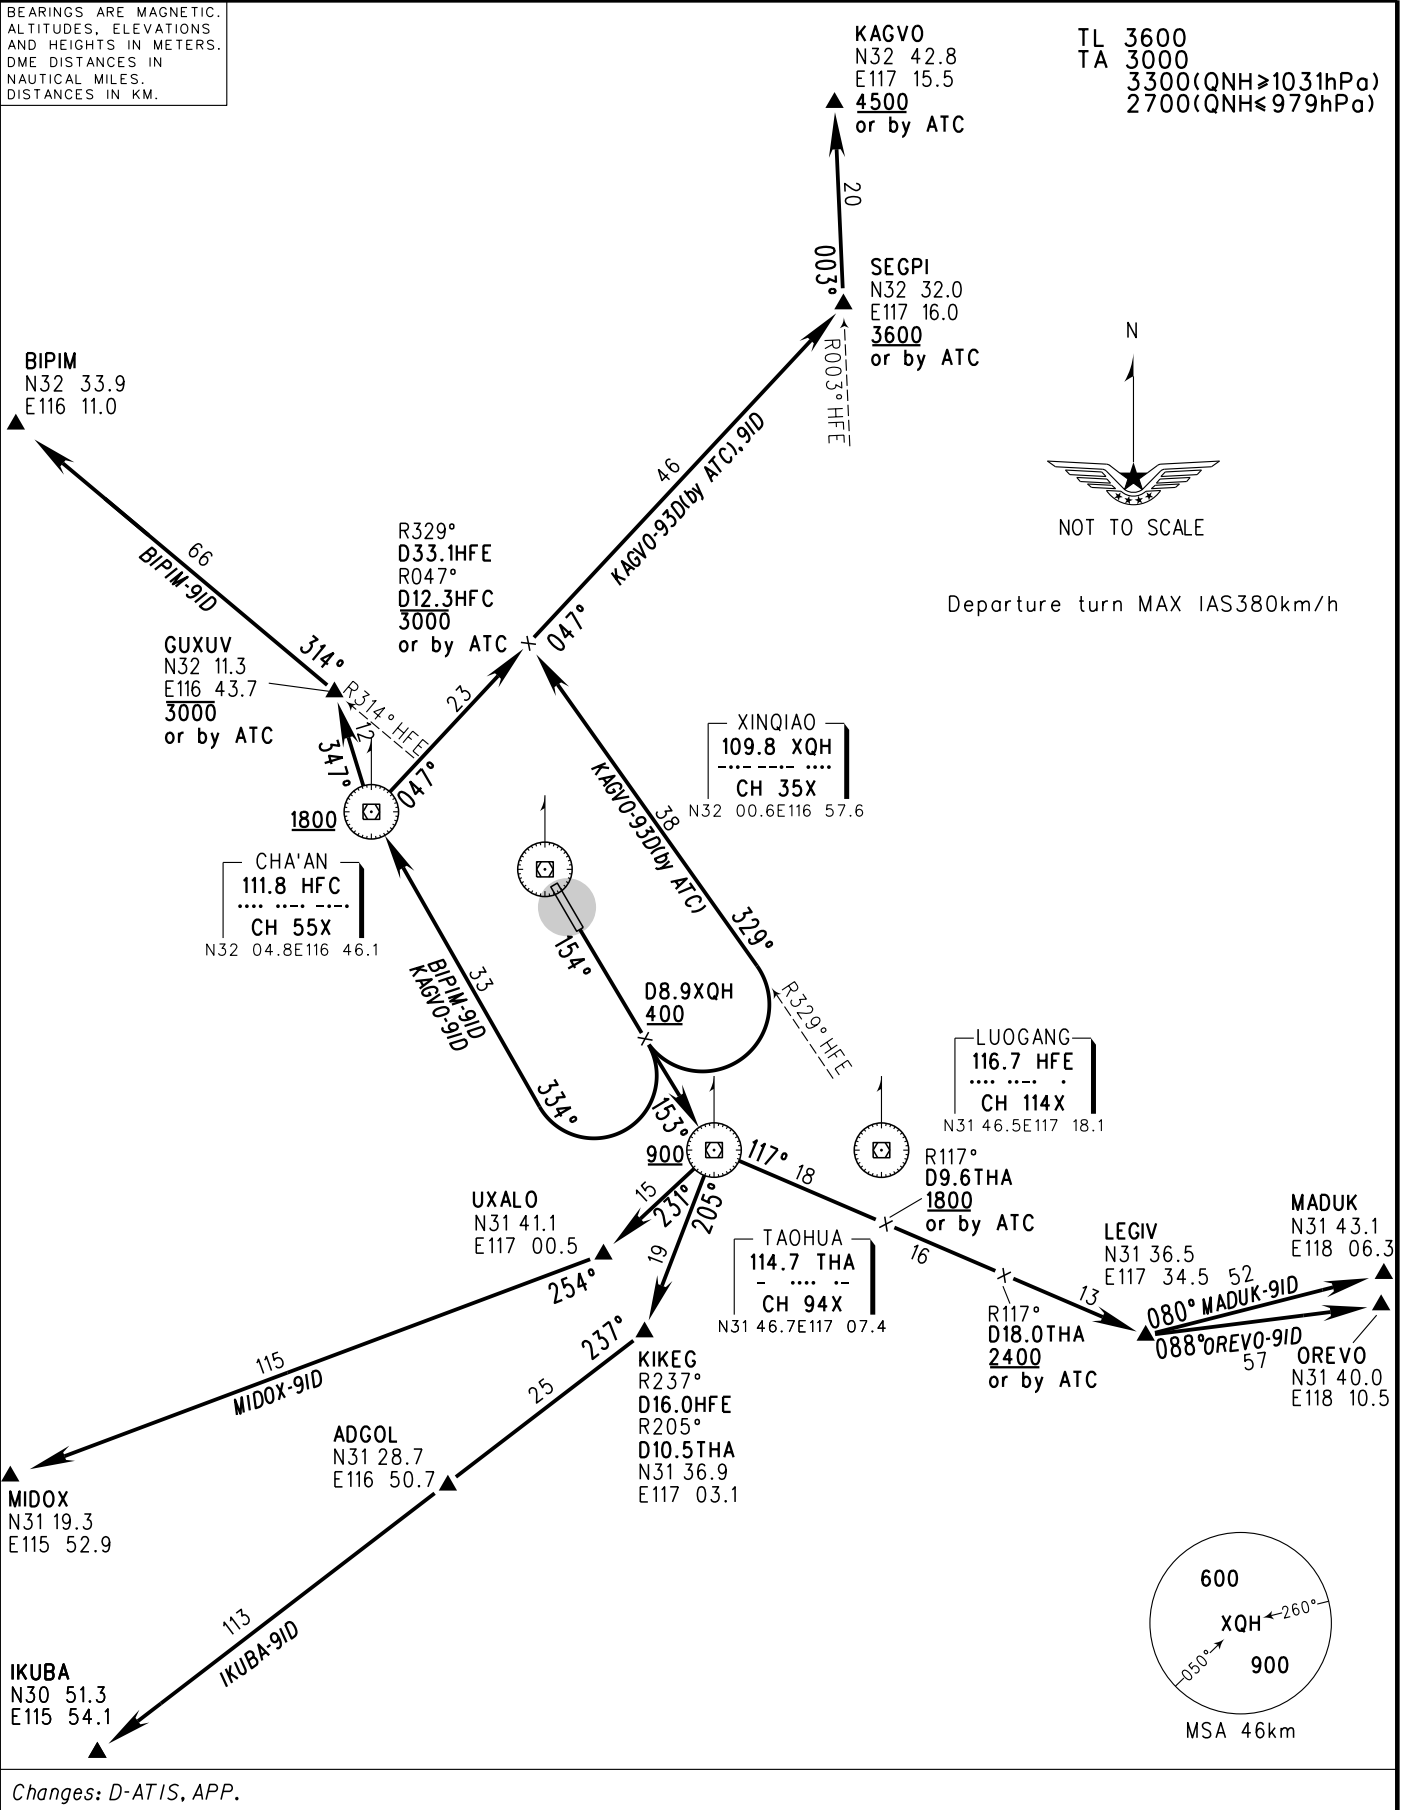 BEARINGS ARE MAGNETIC.
ALTITUDES, ELEVATIONS
AND HEIGHTS IN METERS.
DME DISTANCES IN
NAUTICAL MILES.
DISTANCES IN KM.
KAGVO
N32 42.8
E117 15.5
4500
or by ATC
TL 3600
TA 3000
3300(QNH≥1031hPa)
2700(QNH≤979hPa)
20
003°
SEGPI
N32 32.0
E117 16.0
3600
or by ATC
R003°HFE
N
NOT TO SCALE
Departure turn MAX IAS380km/h
BIPIM
N32 33.9
E116 11.0
66
BIPIM-91D
314°
46
KAGVO-93D(by ATC),91D
047°
R329°
D33.1HFE
R047°
D12.3HFC
3000
or by ATC
GUXUV
N32 11.3
E116 43.7
3000
or by ATC
R314°HFE
12
347°
23
047°
1800
CHA'AN
111.8 HFC
CH 55X
N32 04.8E116 46.1
XINQIAO
109.8 XQH
CH 35X
N32 00.6E116 57.6
38
KAGVO-93D(by ATC)
329°
R329°HFE
154°
33
BIPIM-91D
KAGVO-91D
334°
D8.9XQH
400
153°
900
LUOGANG
116.7 HFE
CH 114X
N31 46.5E117 18.1
117°
18
R117°
D9.6THA
1800
or by ATC
TAOHUA
114.7 THA
CH 94X
N31 46.7E117 07.4
15
231°
205°
19
UXALO
N31 41.1
E117 00.5
254°
115
MIDOX-91D
MIDOX
N31 19.3
E115 52.9
16
R117°
D18.0THA
2400
or by ATC
13
LEGIV
N31 36.5
E117 34.5
52
080° MADUK-91D
088° OREVO-91D
57
MADUK
N31 43.1
E118 06.3
OREVO
N31 40.0
E118 10.5
237°
KIKEG
R237°
D16.0HFE
R205°
D10.5THA
N31 36.9
E117 03.1
25
ADGOL
N31 28.7
E116 50.7
113
IKUBA-91D
IKUBA
N30 51.3
E115 54.1
600
XQH
260°
050°
900
MSA 46km
Changes: D-ATIS, APP.